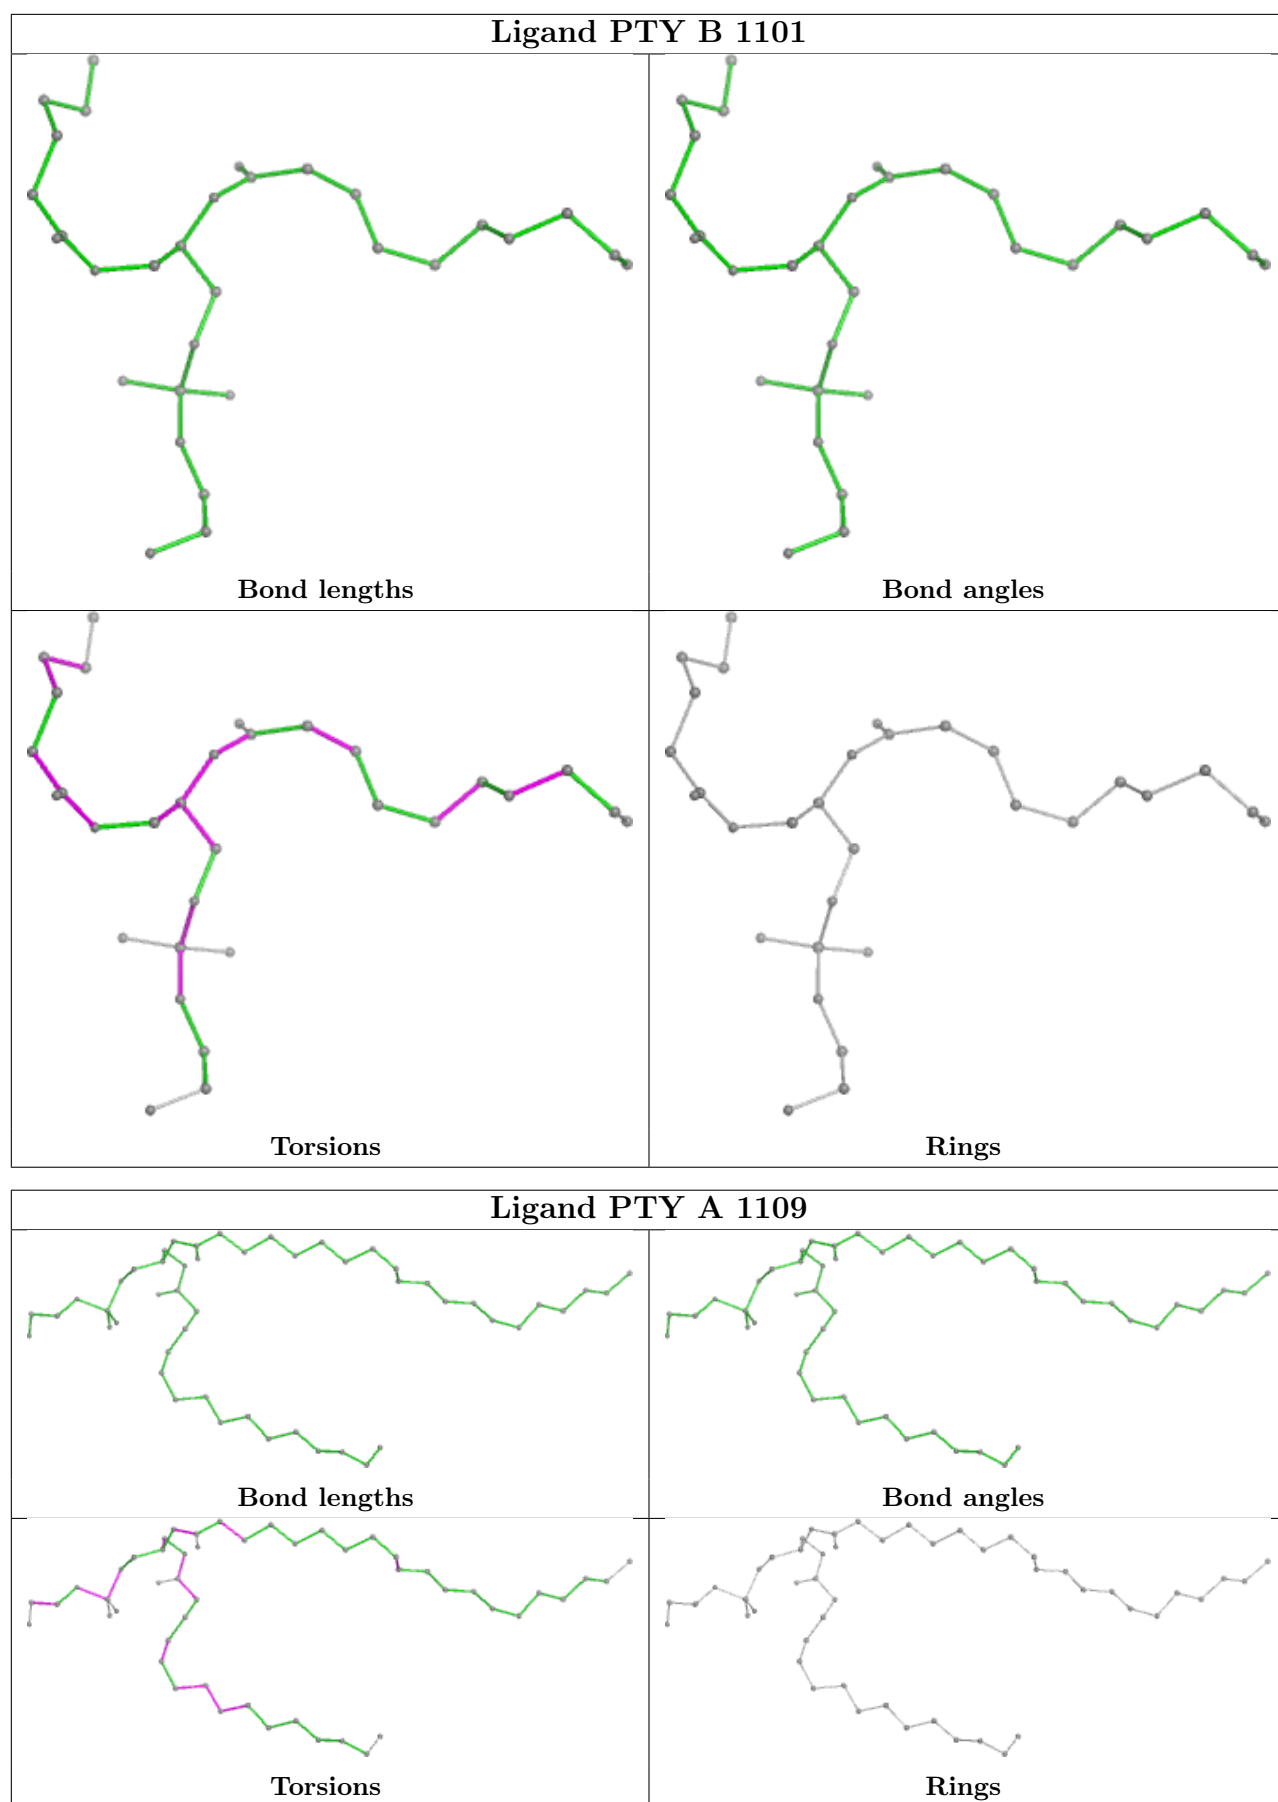 Ligand PTY B 1101
Bond lengths
Bond angles
Torsions
Rings
Ligand PTY A 1109
Bond lengths
Bond angles
Torsions
Rings